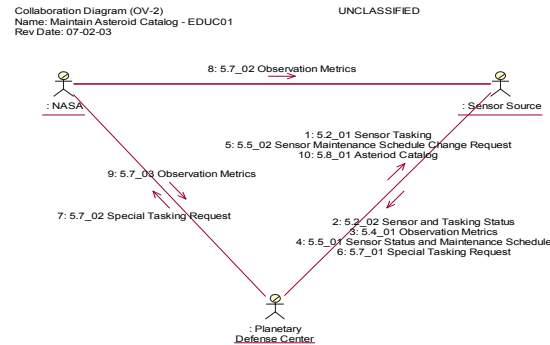 Collaboration Diagram (OV-2)
UNCLASSIFIED
Name: Maintain Asteroid Catalog - EDUC01
Rev Date: 07-02-03
8: 5.7_02 Observation Metrics
: NASA
: Sensor Source
1: 5.2_01 Sensor Tasking
5: 5.5_02 Sensor Maintenance Schedule Change Request
10: 5.8_01 Asteriod Catalog
9: 5.7_03 Observation Metrics
7: 5.7_02 Special Tasking Request
2: 5.2_02 Sensor and Tasking Status
3: 5.4_01 Observation Metrics
4: 5.5_01 Sensor Status and Maintenance Schedule
6: 5.7_01 Special Tasking Request
: Planetary
Defense Center